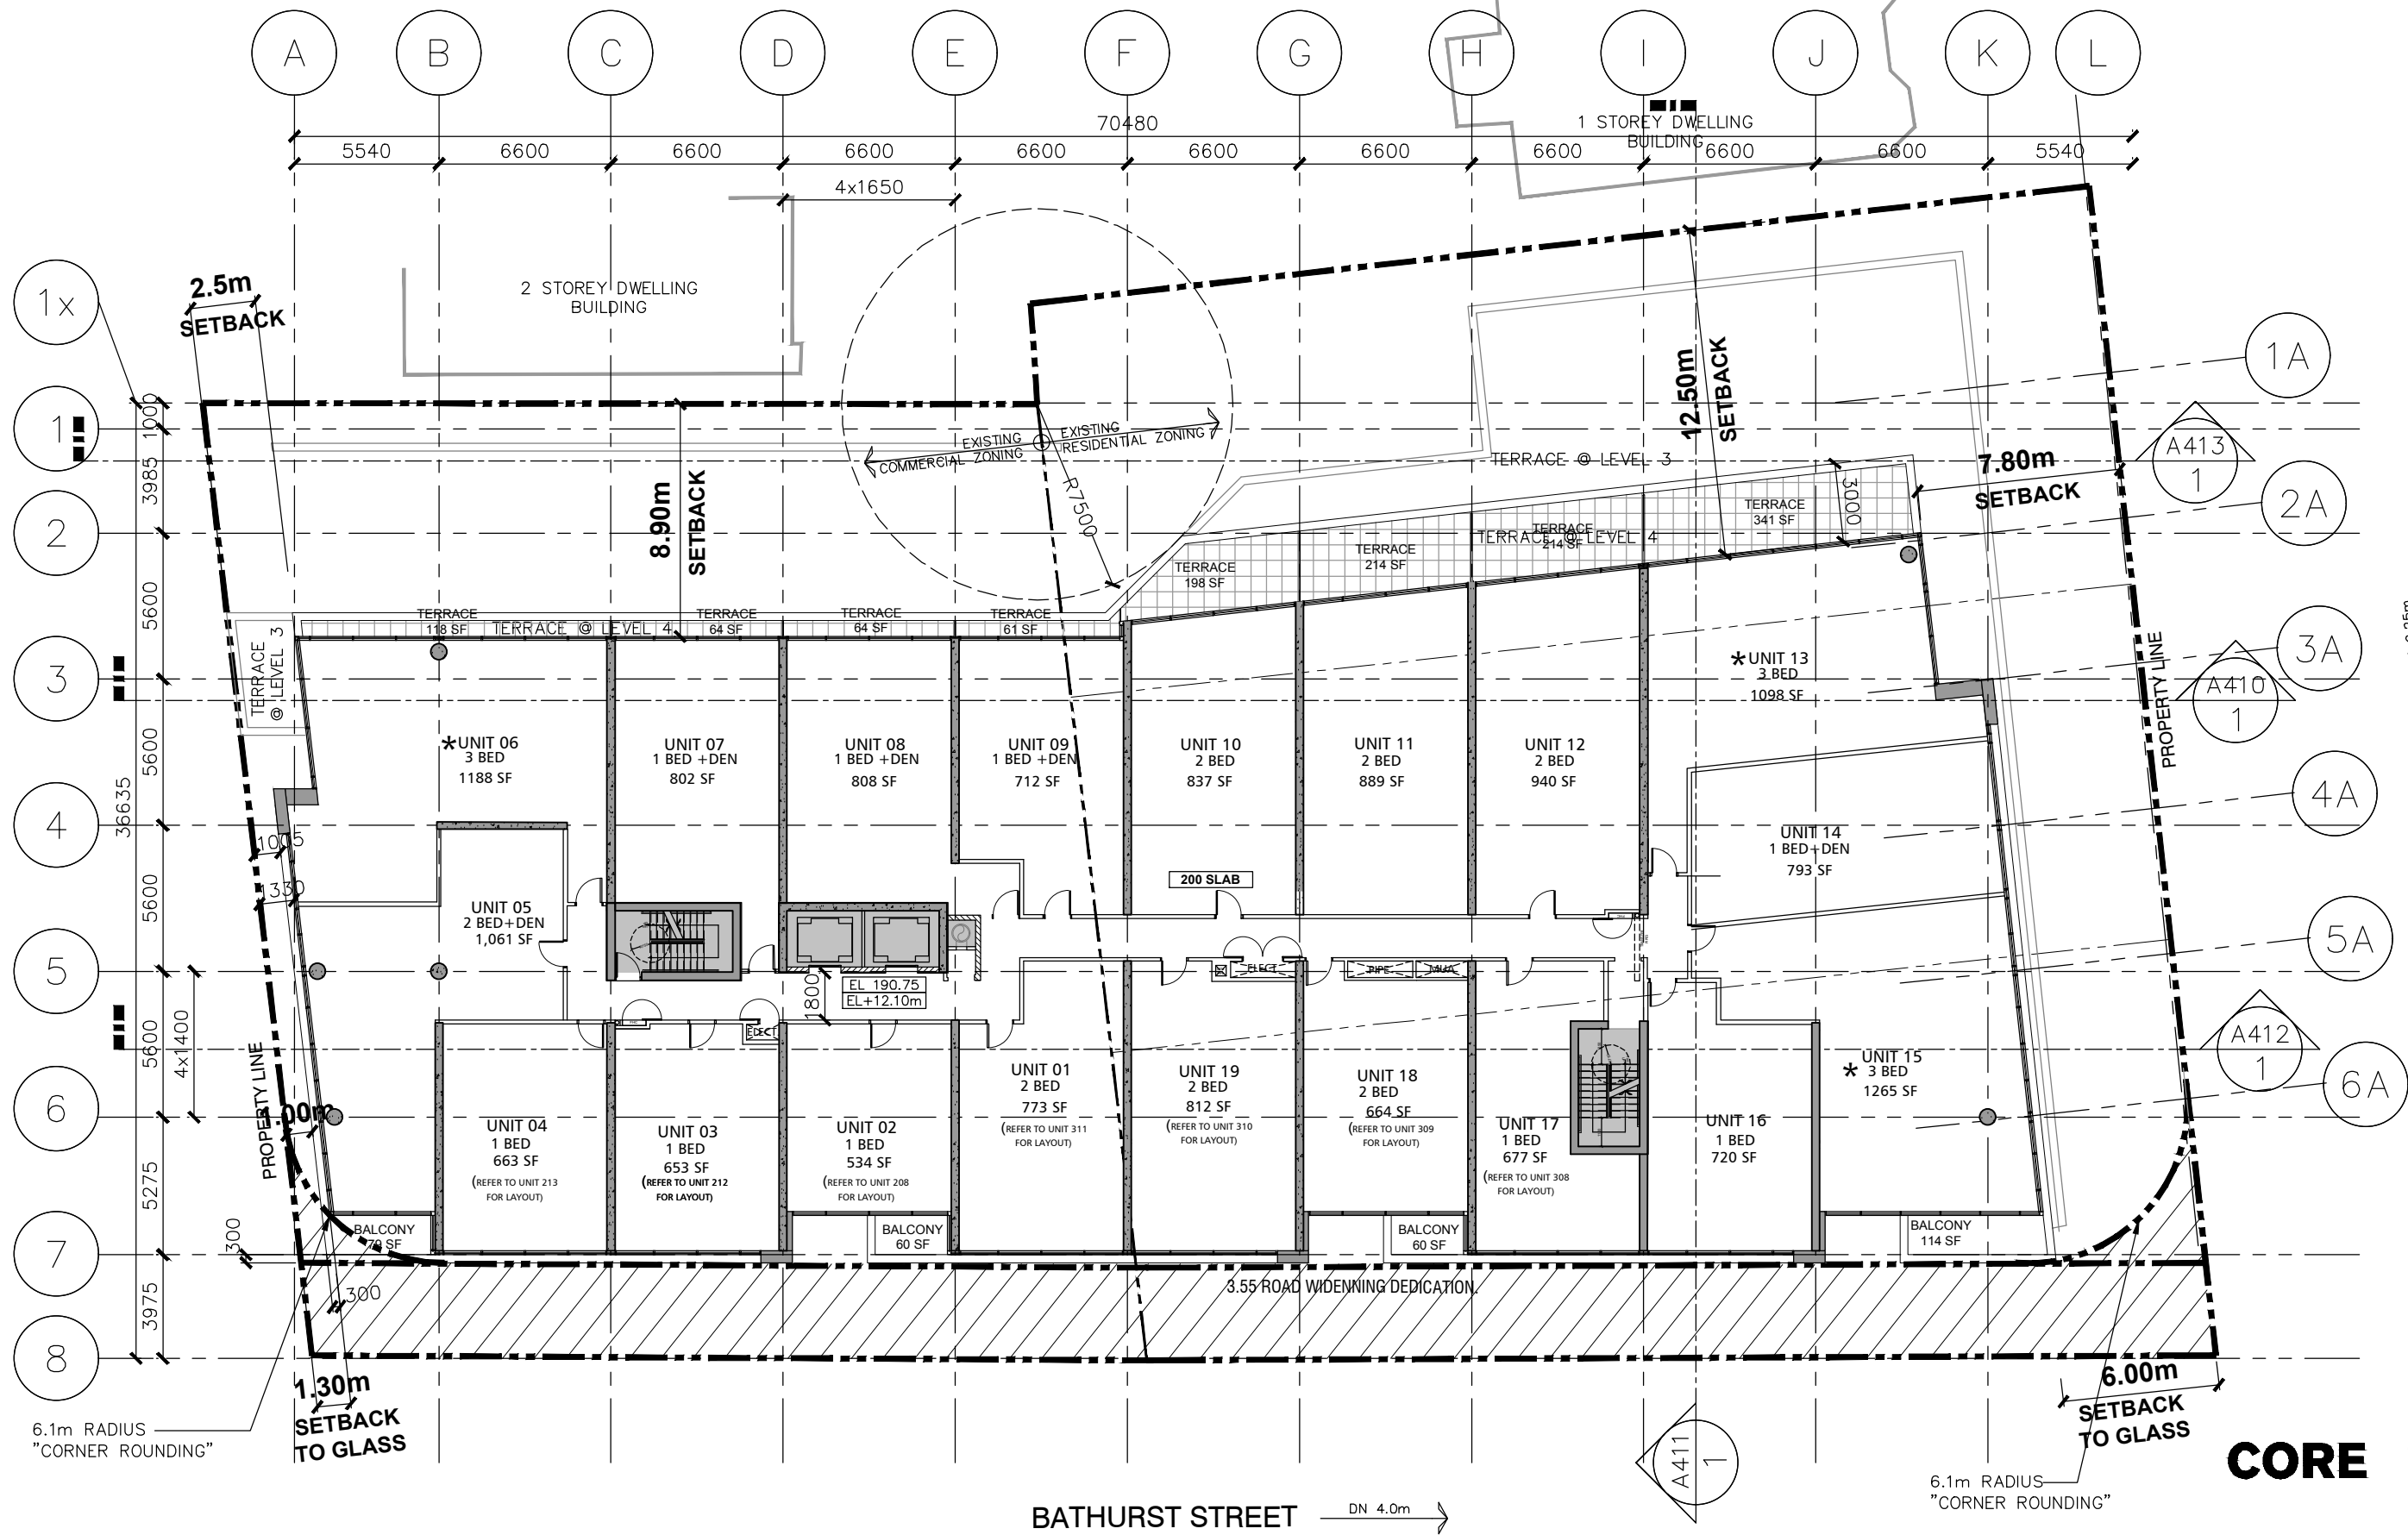 A B C D E F G H I J K L
70480
5540 6600 6600 6600 6600 6600 6600 6600 6600 6600 5540
4x1650
1 STOREY DWELLING
BUILDING
2 STOREY DWELLING
BUILDING
2.5m
SETBACK
1x
1
2
3
4
5
6
7
8
1A
2A
3A
4A
5A
6A
1000
3985
5600
5600
5600
5600
5275
3975
36635
4x1400
300
300
1005
1330
1800
3000
R7500
EXISTING
COMMERCIAL ZONING
EXISTING
RESIDENTIAL ZONING
8.90m
SETBACK
12.50m
SETBACK
7.80m
SETBACK
A413
1
A410
1
A412
1
A411
1
TERRACE @ LEVEL 3
TERRACE @ LEVEL 4
TERRACE
341 SF
TERRACE
214 SF
TERRACE
214 SF
TERRACE
198 SF
TERRACE
118 SF
TERRACE @ LEVEL 4
TERRACE
64 SF
TERRACE
64 SF
TERRACE
61 SF
TERRACE
@ LEVEL 3
PROPERTY LINE
PROPERTY LINE
*UNIT 06
3 BED
1188 SF
UNIT 07
1 BED +DEN
802 SF
UNIT 08
1 BED +DEN
808 SF
UNIT 09
1 BED +DEN
712 SF
UNIT 10
2 BED
837 SF
UNIT 11
2 BED
889 SF
UNIT 12
2 BED
940 SF
*UNIT 13
3 BED
1098 SF
UNIT 14
1 BED+DEN
793 SF
200 SLAB
UNIT 05
2 BED+DEN
1,061 SF
EL 190.75
EL+12.10m
ELECT
ELECT
PIPE
MUA
UNIT 04
1 BED
663 SF
(REFER TO UNIT 213
FOR LAYOUT)
UNIT 03
1 BED
653 SF
(REFER TO UNIT 212
FOR LAYOUT)
UNIT 02
1 BED
534 SF
(REFER TO UNIT 208
FOR LAYOUT)
UNIT 01
2 BED
773 SF
(REFER TO UNIT 311
FOR LAYOUT)
UNIT 19
2 BED
812 SF
(REFER TO UNIT 310
FOR LAYOUT)
UNIT 18
2 BED
664 SF
(REFER TO UNIT 309
FOR LAYOUT)
UNIT 17
1 BED
677 SF
(REFER TO UNIT 308
FOR LAYOUT)
UNIT 16
1 BED
720 SF
* UNIT 15
3 BED
1265 SF
BALCONY
70 SF
BALCONY
60 SF
BALCONY
60 SF
BALCONY
114 SF
3.55 ROAD WIDENNING DEDICATION.
1.30m
SETBACK
TO GLASS
6.00m
SETBACK
TO GLASS
6.1m RADIUS
"CORNER ROUNDING"
6.1m RADIUS
"CORNER ROUNDING"
CORE
BATHURST STREET
DN 4.0m